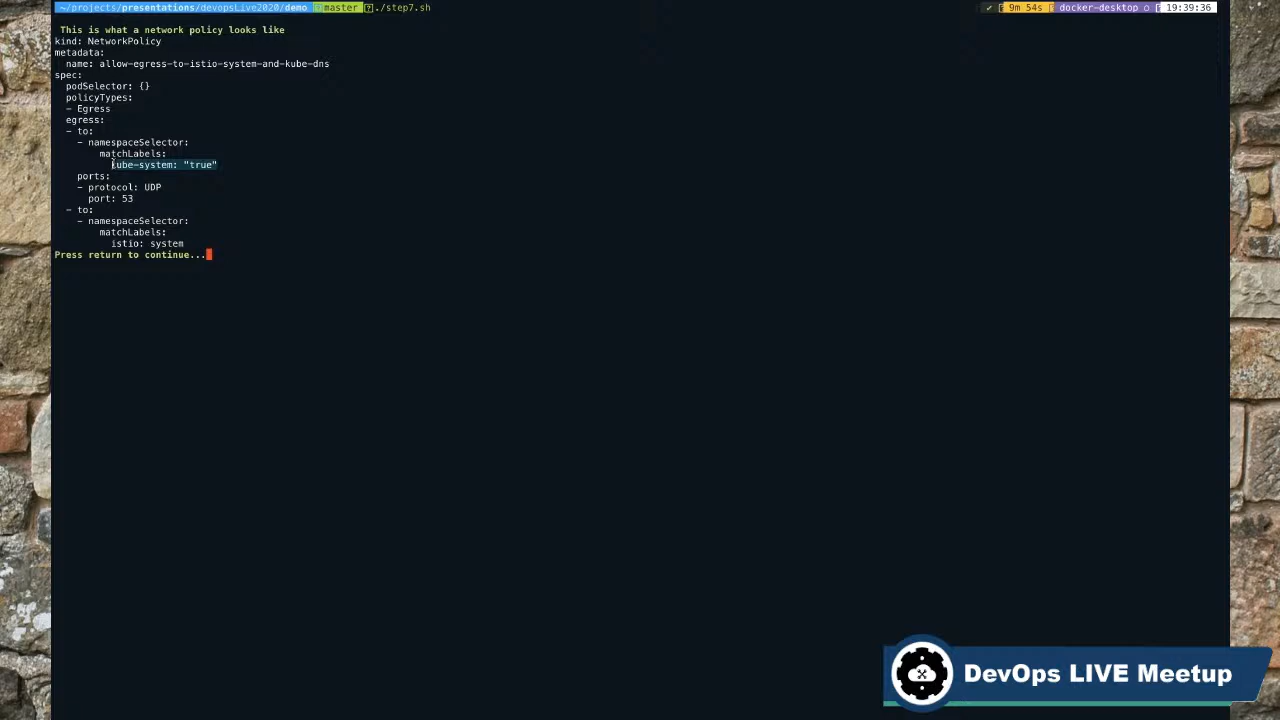 ~/projects/presentations/devopsLive2020/demo master ? ./step7.sh ✔ 9m 54s docker-desktop 19:39:36
This is what a network policy looks like
kind: NetworkPolicy
metadata:
  name: allow-egress-to-istio-system-and-kube-dns
spec:
  podSelector: {}
  policyTypes:
  - Egress
  egress:
  - to:
    - namespaceSelector:
        matchLabels:
          kube-system: "true"
    ports:
    - protocol: UDP
      port: 53
  - to:
    - namespaceSelector:
        matchLabels:
          istio: system
Press return to continue...
DevOps LIVE Meetup